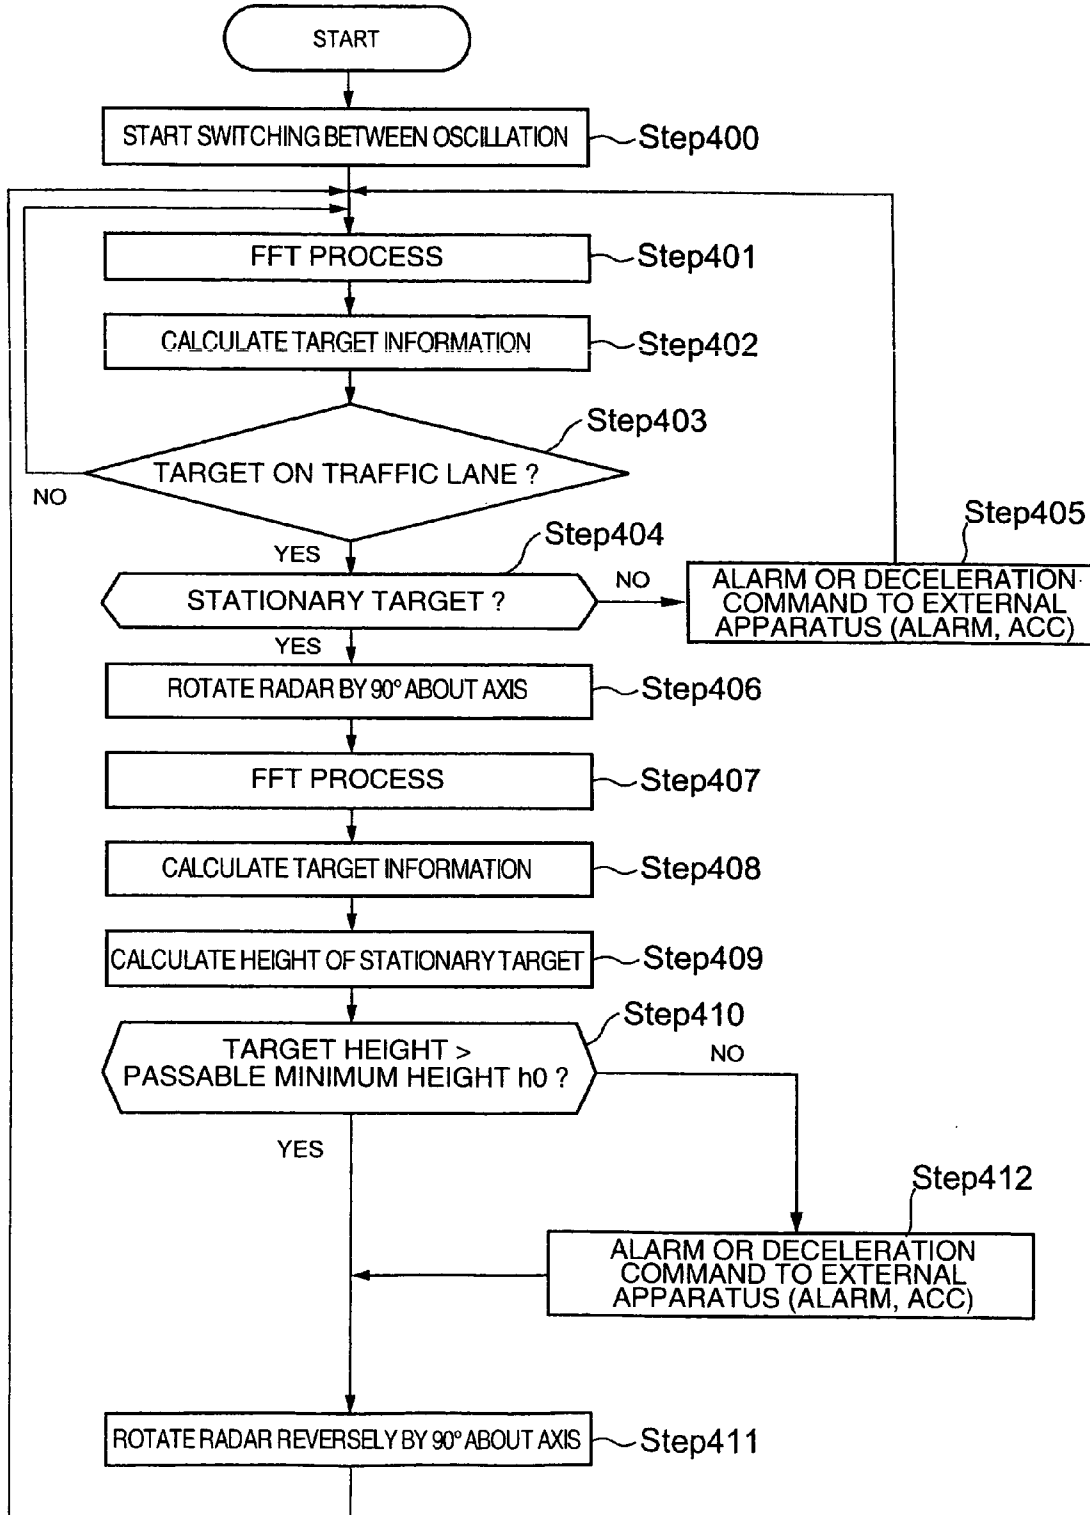 START
START SWITCHING BETWEEN OSCILLATION
Step400
FFT PROCESS
Step401
CALCULATE TARGET INFORMATION
Step402
Step403
TARGET ON TRAFFIC LANE ?
NO
YES
Step404
STATIONARY TARGET ?
NO
YES
Step405
ALARM OR DECELERATION
COMMAND TO EXTERNAL
APPARATUS (ALARM, ACC)
ROTATE RADAR BY 90° ABOUT AXIS
Step406
FFT PROCESS
Step407
CALCULATE TARGET INFORMATION
Step408
CALCULATE HEIGHT OF STATIONARY TARGET
Step409
Step410
TARGET HEIGHT >
PASSABLE MINIMUM HEIGHT h0 ?
NO
YES
Step412
ALARM OR DECELERATION
COMMAND TO EXTERNAL
APPARATUS (ALARM, ACC)
ROTATE RADAR REVERSELY BY 90° ABOUT AXIS
Step411